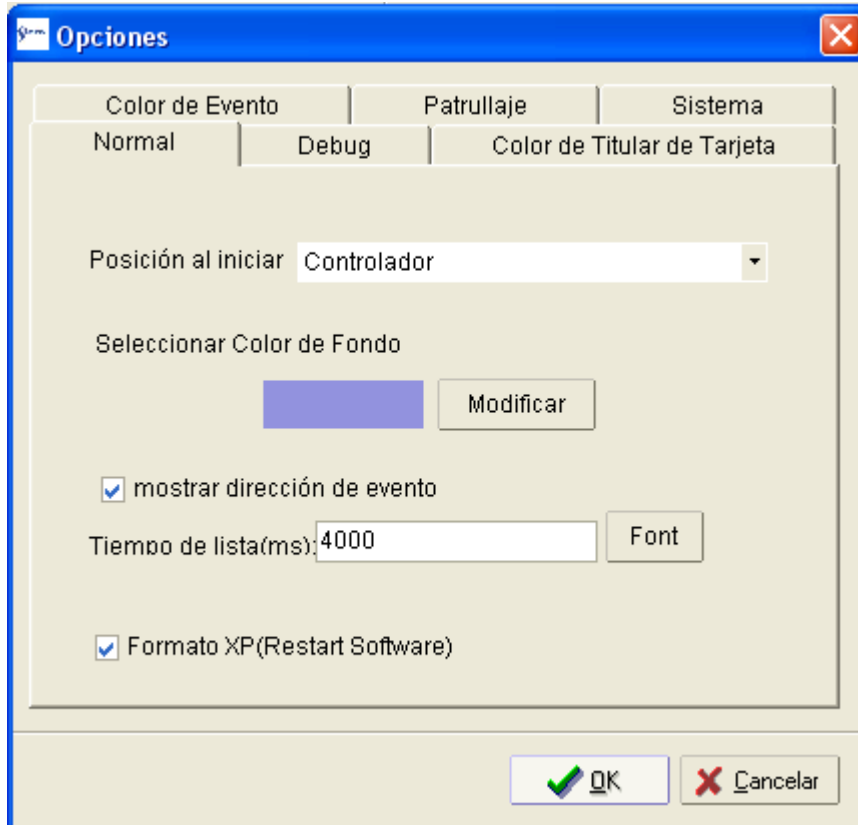 Opciones
Color de Evento Patrullaje Sistema
Normal Debug Color de Titular de Tarjeta
Posición al iniciar Controlador
Seleccionar Color de Fondo
Modificar
mostrar dirección de evento
Tiempo de lista(ms): 4000 Font
Formato XP(Restart Software)
OK Cancelar